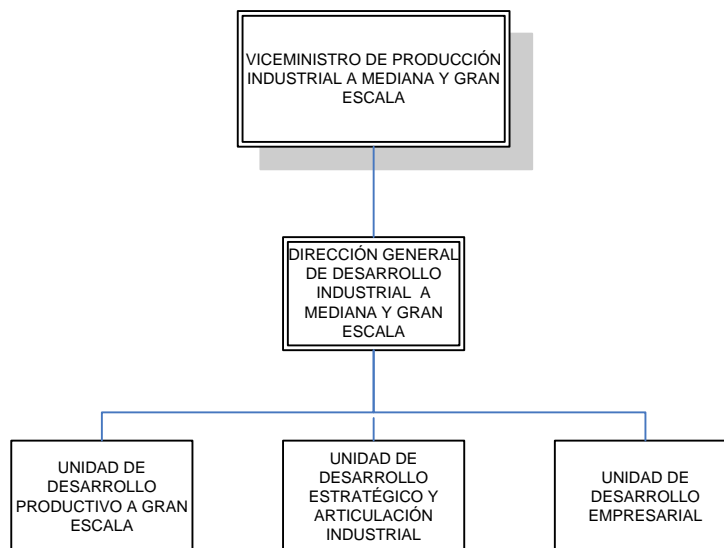 VICEMINISTRO DE PRODUCCIÓN
INDUSTRIAL A MEDIANA Y GRAN
ESCALA
DIRECCIÓN GENERAL
DE DESARROLLO
INDUSTRIAL A
MEDIANA Y GRAN
ESCALA
UNIDAD DE
DESARROLLO
PRODUCTIVO A GRAN
ESCALA
UNIDAD DE
DESARROLLO
ESTRATÉGICO Y
ARTICULACIÓN
INDUSTRIAL
UNIDAD DE
DESARROLLO
EMPRESARIAL